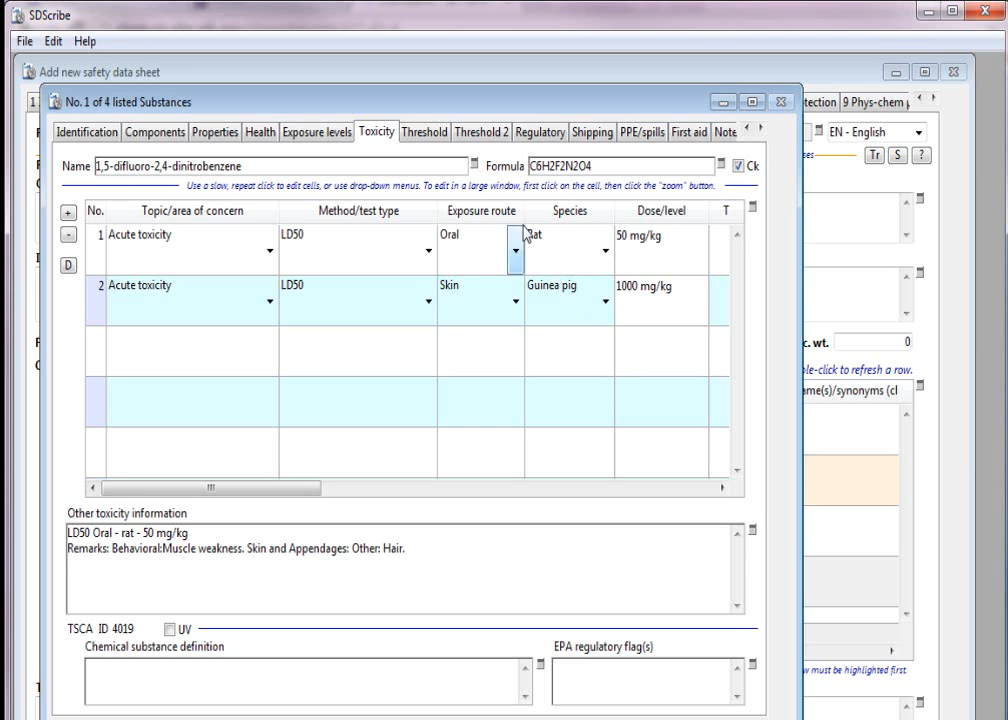 SDScribe
File Edit Help
Add new safety data sheet
No. 1 of 4 listed Substances
tection 9 Phys-chem
Identification Components Properties Health Exposure levels Toxicity Threshold Threshold 2 Regulatory Shipping PPE/spills First aid Note
EN - English
Name 1,5-difluoro-2,4-dinitrobenzene Formula C6H2F2N2O4 Ck
Tr S ?
Use a slow, repeat click to edit cells, or use drop-down menus. To edit in a large window, first click on the cell, then click the "zoom" button.
+ No. Topic/area of concern Method/test type Exposure route Species Dose/level T
- 1 Acute toxicity LD50 Oral Rat 50 mg/kg
D
2 Acute toxicity LD50 Skin Guinea pig 1000 mg/kg
c. wt. 0
ble-click to refresh a row.
ame(s)/synonyms (cl
Other toxicity information
LD50 Oral - rat - 50 mg/kg
Remarks: Behavioral:Muscle weakness. Skin and Appendages: Other: Hair.
TSCA ID 4019 UV
Chemical substance definition EPA regulatory flag(s)
w must be highlighted first.